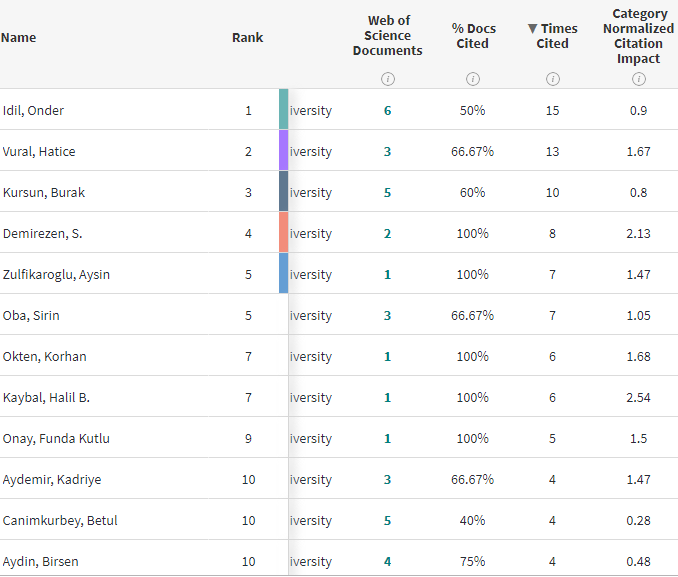 Name Rank Web of Science Documents % Docs Cited ▼ Times Cited Category Normalized Citation Impact
Idil, Onder 1 iversity 6 50% 15 0.9
Vural, Hatice 2 iversity 3 66.67% 13 1.67
Kursun, Burak 3 iversity 5 60% 10 0.8
Demirezen, S. 4 iversity 2 100% 8 2.13
Zulfikaroglu, Aysin 5 iversity 1 100% 7 1.47
Oba, Sirin 5 iversity 3 66.67% 7 1.05
Okten, Korhan 7 iversity 1 100% 6 1.68
Kaybal, Halil B. 7 iversity 1 100% 6 2.54
Onay, Funda Kutlu 9 iversity 1 100% 5 1.5
Aydemir, Kadriye 10 iversity 3 66.67% 4 1.47
Canimkurbey, Betul 10 iversity 5 40% 4 0.28
Aydin, Birsen 10 iversity 4 75% 4 0.48